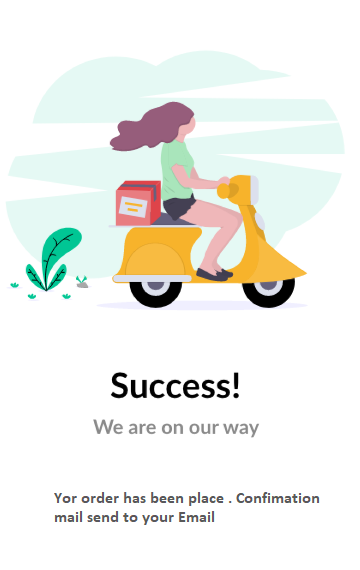 Success!
We are on our way
Yor order has been place . Confimation
mail send to your Email